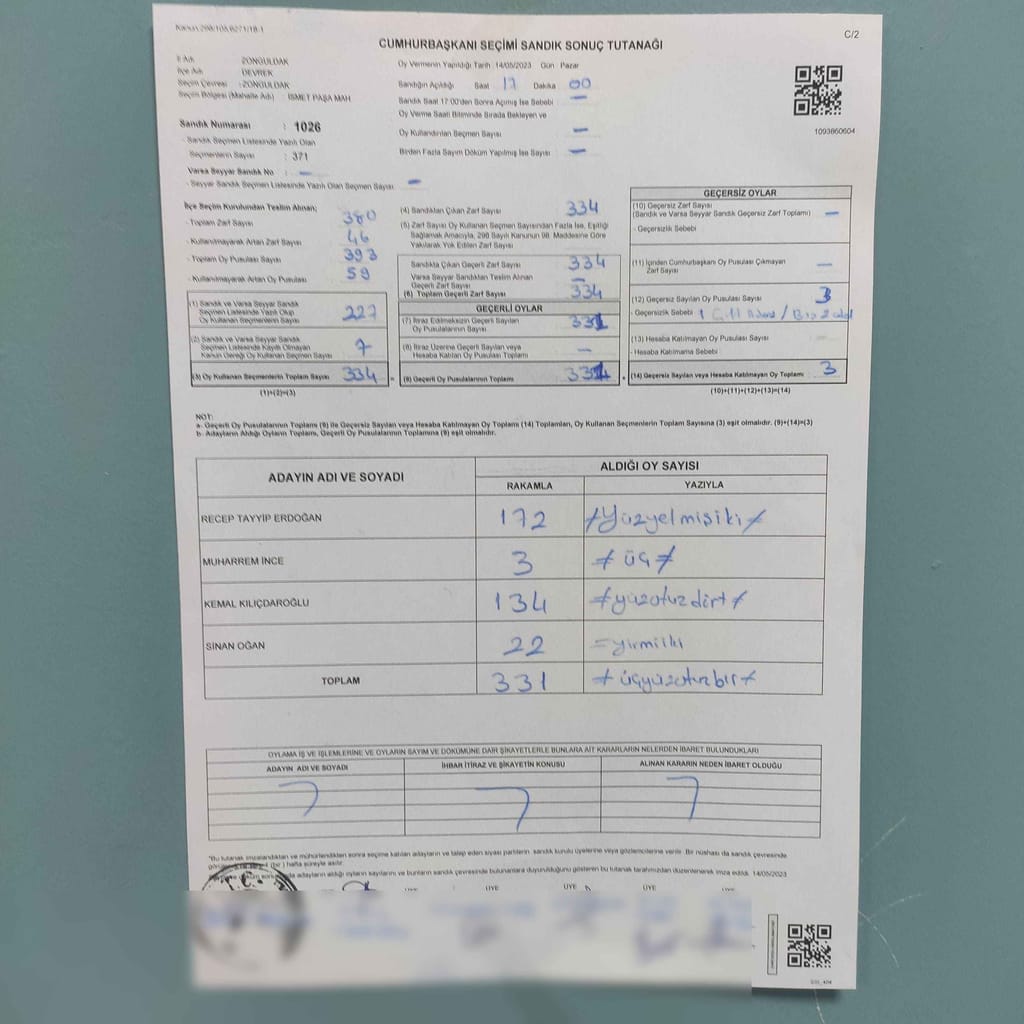 Kanun 298/105,6271/18-1
C/2
CUMHURBAŞKANI SEÇİMİ SANDIK SONUÇ TUTANAĞI
İl Adı : ZONGULDAK
İlçe Adı : DEVREK
Seçim Çevresi : ZONGULDAK
Seçim Bölgesi (Mahalle Adı) : İSMET PAŞA MAH
Oy Vermenin Yapıldığı Tarih : 14/05/2023 Gün : Pazar
Sandığın Açıldığı Saat 17 Dakika 00
Sandık Saat 17:00'den Sonra Açılmış İse Sebebi –
Oy Verme Saati Bitiminde Sırada Bekleyen ve
Oy Kullandırılan Seçmen Sayısı –
Birden Fazla Sayım Döküm Yapılmış İse Sayısı –
1093860604
Sandık Numarası : 1026
- Sandık Seçmen Listesinde Yazılı Olan
Seçmenlerin Sayısı : 371
Varsa Seyyar Sandık No : –
- Seyyar Sandık Seçmen Listesinde Yazılı Olan Seçmen Sayısı –
İlçe Seçim Kurulundan Teslim Alınan;
- Toplam Zarf Sayısı 380
- Kullanılmayarak Artan Zarf Sayısı 46
- Toplam Oy Pusulası Sayısı 393
- Kullanılmayarak Artan Oy Pusulası 59
(1) Sandık ve Varsa Seyyar Sandık
Seçmen Listesinde Yazılı Olup
Oy Kullanan Seçmenlerin Sayısı 327
(2) Sandık ve Varsa Seyyar Sandık
Seçmen Listesinde Kayıtlı Olmayan
Kanun Gereği Oy Kullanan Seçmen Sayısı 7
(3) Oy Kullanan Seçmenlerin Toplam Sayısı 334
(1)+(2)=(3)
(4) Sandıktan Çıkan Zarf Sayısı 334
(5) Zarf Sayısı Oy Kullanan Seçmen Sayısından Fazla İse, Eşitliği
Sağlamak Amacıyla, 298 Sayılı Kanunun 98. Maddesine Göre
Yakılarak Yok Edilen Zarf Sayısı
Sandıkta Çıkan Geçerli Zarf Sayısı 334
Varsa Seyyar Sandıktan Teslim Alınan
Geçerli Zarf Sayısı –
(6) Toplam Geçerli Zarf Sayısı 334
GEÇERLİ OYLAR
(7) İtiraz Edilmeksizin Geçerli Sayılan
Oy Pusulalarının Sayısı 331
(8) İtiraz Üzerine Geçerli Sayılan veya
Hesaba Katılan Oy Pusulası Toplamı –
(9) Geçerli Oy Pusulalarının Toplamı 331
GEÇERSİZ OYLAR
(10) Geçersiz Zarf Sayısı
(Sandık ve Varsa Seyyar Sandık Geçersiz Zarf Toplamı) –
- Geçersizlik Sebebi
(11) İçinden Cumhurbaşkanı Oy Pusulası Çıkmayan
Zarf Sayısı –
(12) Geçersiz Sayılan Oy Pusulası Sayısı 3
- Geçersizlik Sebebi
(13) Hesaba Katılmayan Oy Pusulası Sayısı
- Hesaba Katılmama Sebebi
(14) Geçersiz Sayılan veya Hesaba Katılmayan Oy Toplamı 3
(10)+(11)+(12)+(13)=(14)
NOT:
a- Geçerli Oy Pusulalarının Toplamı (9) ile Geçersiz Sayılan veya Hesaba Katılmayan Oy Toplamı (14) Toplamları, Oy Kullanan Seçmenlerin Toplam Sayısına (3) eşit olmalıdır. (9)+(14)=(3)
b- Adayların Aldığı Oyların Toplamı, Geçerli Oy Pusulalarının Toplamına (9) eşit olmalıdır.
ADAYIN ADI VE SOYADI ALDIĞI OY SAYISI
RAKAMLA YAZIYLA
RECEP TAYYİP ERDOĞAN 172 Yüzyetmişiki
MUHARREM İNCE 3 üç
KEMAL KILIÇDAROĞLU 134 yüzotuzdört
SİNAN OĞAN 22 = yirmiiki
TOPLAM 331 üçyüzotuzbir
OYLAMA İŞ VE İŞLEMLERİNE VE OYLARIN SAYIM VE DÖKÜMÜNE DAİR ŞİKAYETLERLE BUNLARA AİT KARARLARIN NELERDEN İBARET BULUNDUKLARI
ADAYIN ADI VE SOYADI İHBAR İTİRAZ VE ŞİKAYETİN KONUSU ALINAN KARARIN NEDEN İBARET OLDUĞU
"Bu tutanak imzalandıktan ve mühürlendikten sonra seçime katılan adayların ve talep eden siyasi partilerin sandık kurulu üyelerine veya gözlemcilerine verilir. Bir nüshası da sandık çevresinde
(bir) hafta süreyle asılır.
adayların aldığı oyların sayılarını ve bunların sandık çevresinde bulunanlara duyurulduğunu gösteren bu tutanak tarafımızdan düzenlenerek imza edildi. 14/05/2023
T.C. ÜYE ÜYE ÜYE ÜYE ÜYE